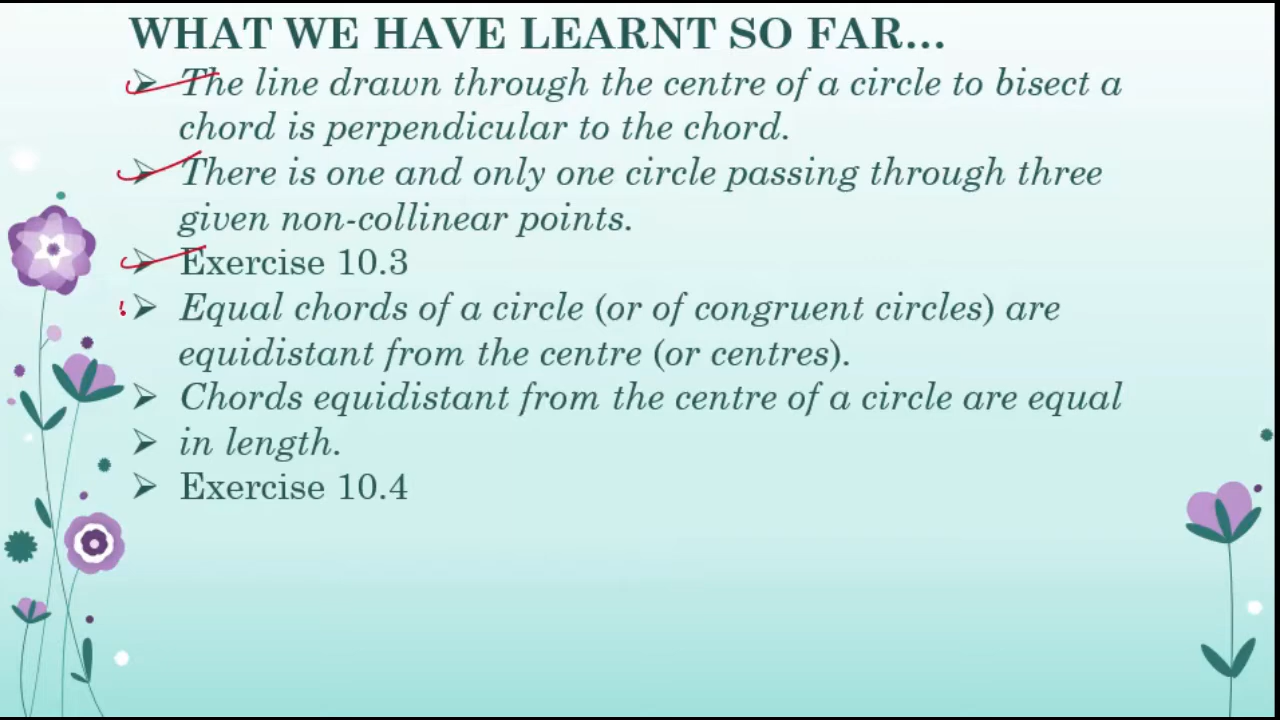 WHAT WE HAVE LEARNT SO FAR…
➢ The line drawn through the centre of a circle to bisect a
chord is perpendicular to the chord.
➢ There is one and only one circle passing through three
given non-collinear points.
➢ Exercise 10.3
➢ Equal chords of a circle (or of congruent circles) are
equidistant from the centre (or centres).
➢ Chords equidistant from the centre of a circle are equal
➢ in length.
➢ Exercise 10.4